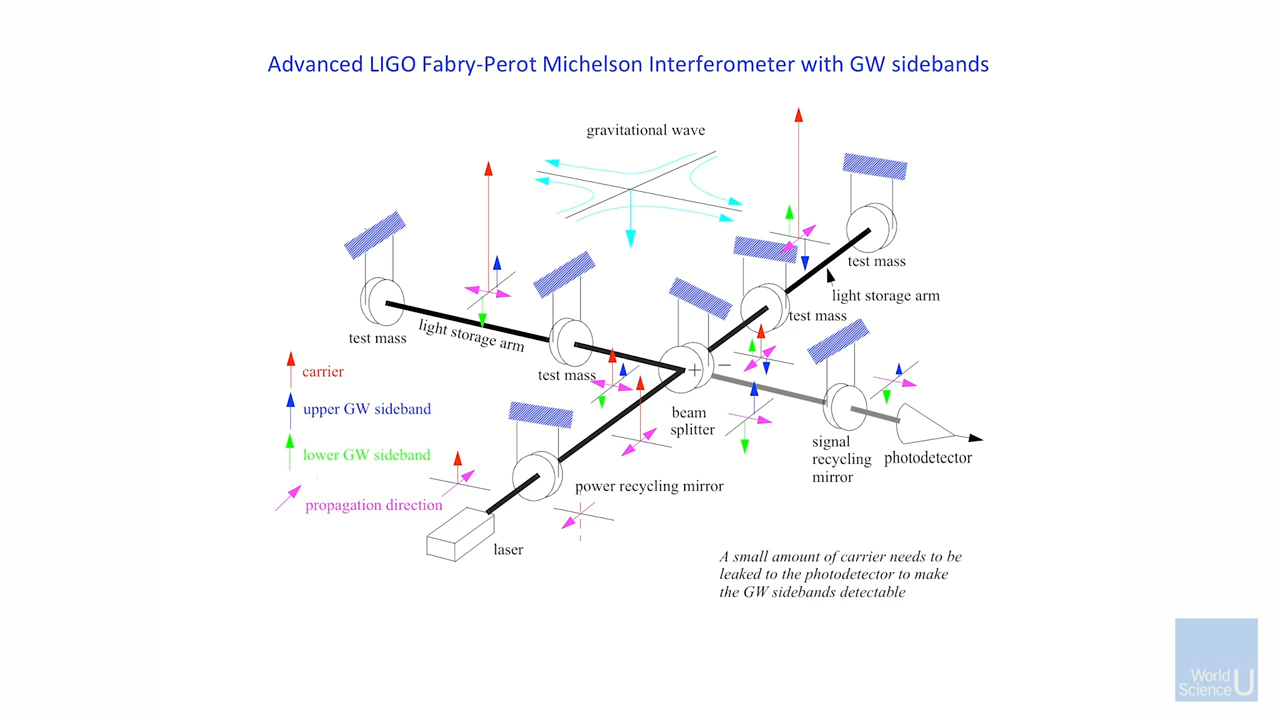 Advanced LIGO Fabry-Perot Michelson Interferometer with GW sidebands
gravitational wave
test mass
light storage arm
test mass
test mass
light storage arm
test mass
carrier
upper GW sideband
lower GW sideband
propagation direction
+
−
beam
splitter
signal
recycling
mirror
photodetector
power recycling mirror
laser
A small amount of carrier needs to be
leaked to the photodetector to make
the GW sidebands detectable
World
Science U